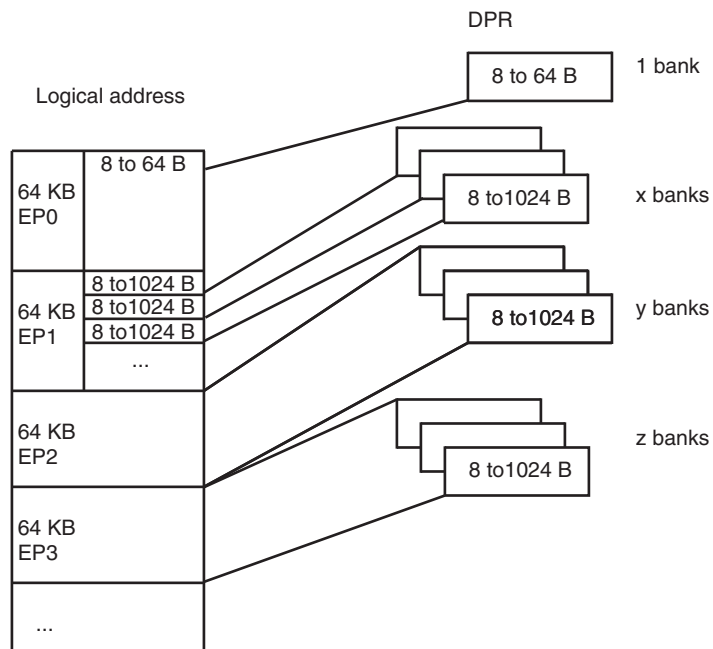 DPR
8 to 64 B
1 bank
Logical address
8 to 64 B
64 KB
EP0
8 to1024 B
x banks
8 to1024 B
8 to1024 B
8 to1024 B
64 KB
EP1
...
8 to1024 B
y banks
64 KB
EP2
8 to1024 B
z banks
64 KB
EP3
...